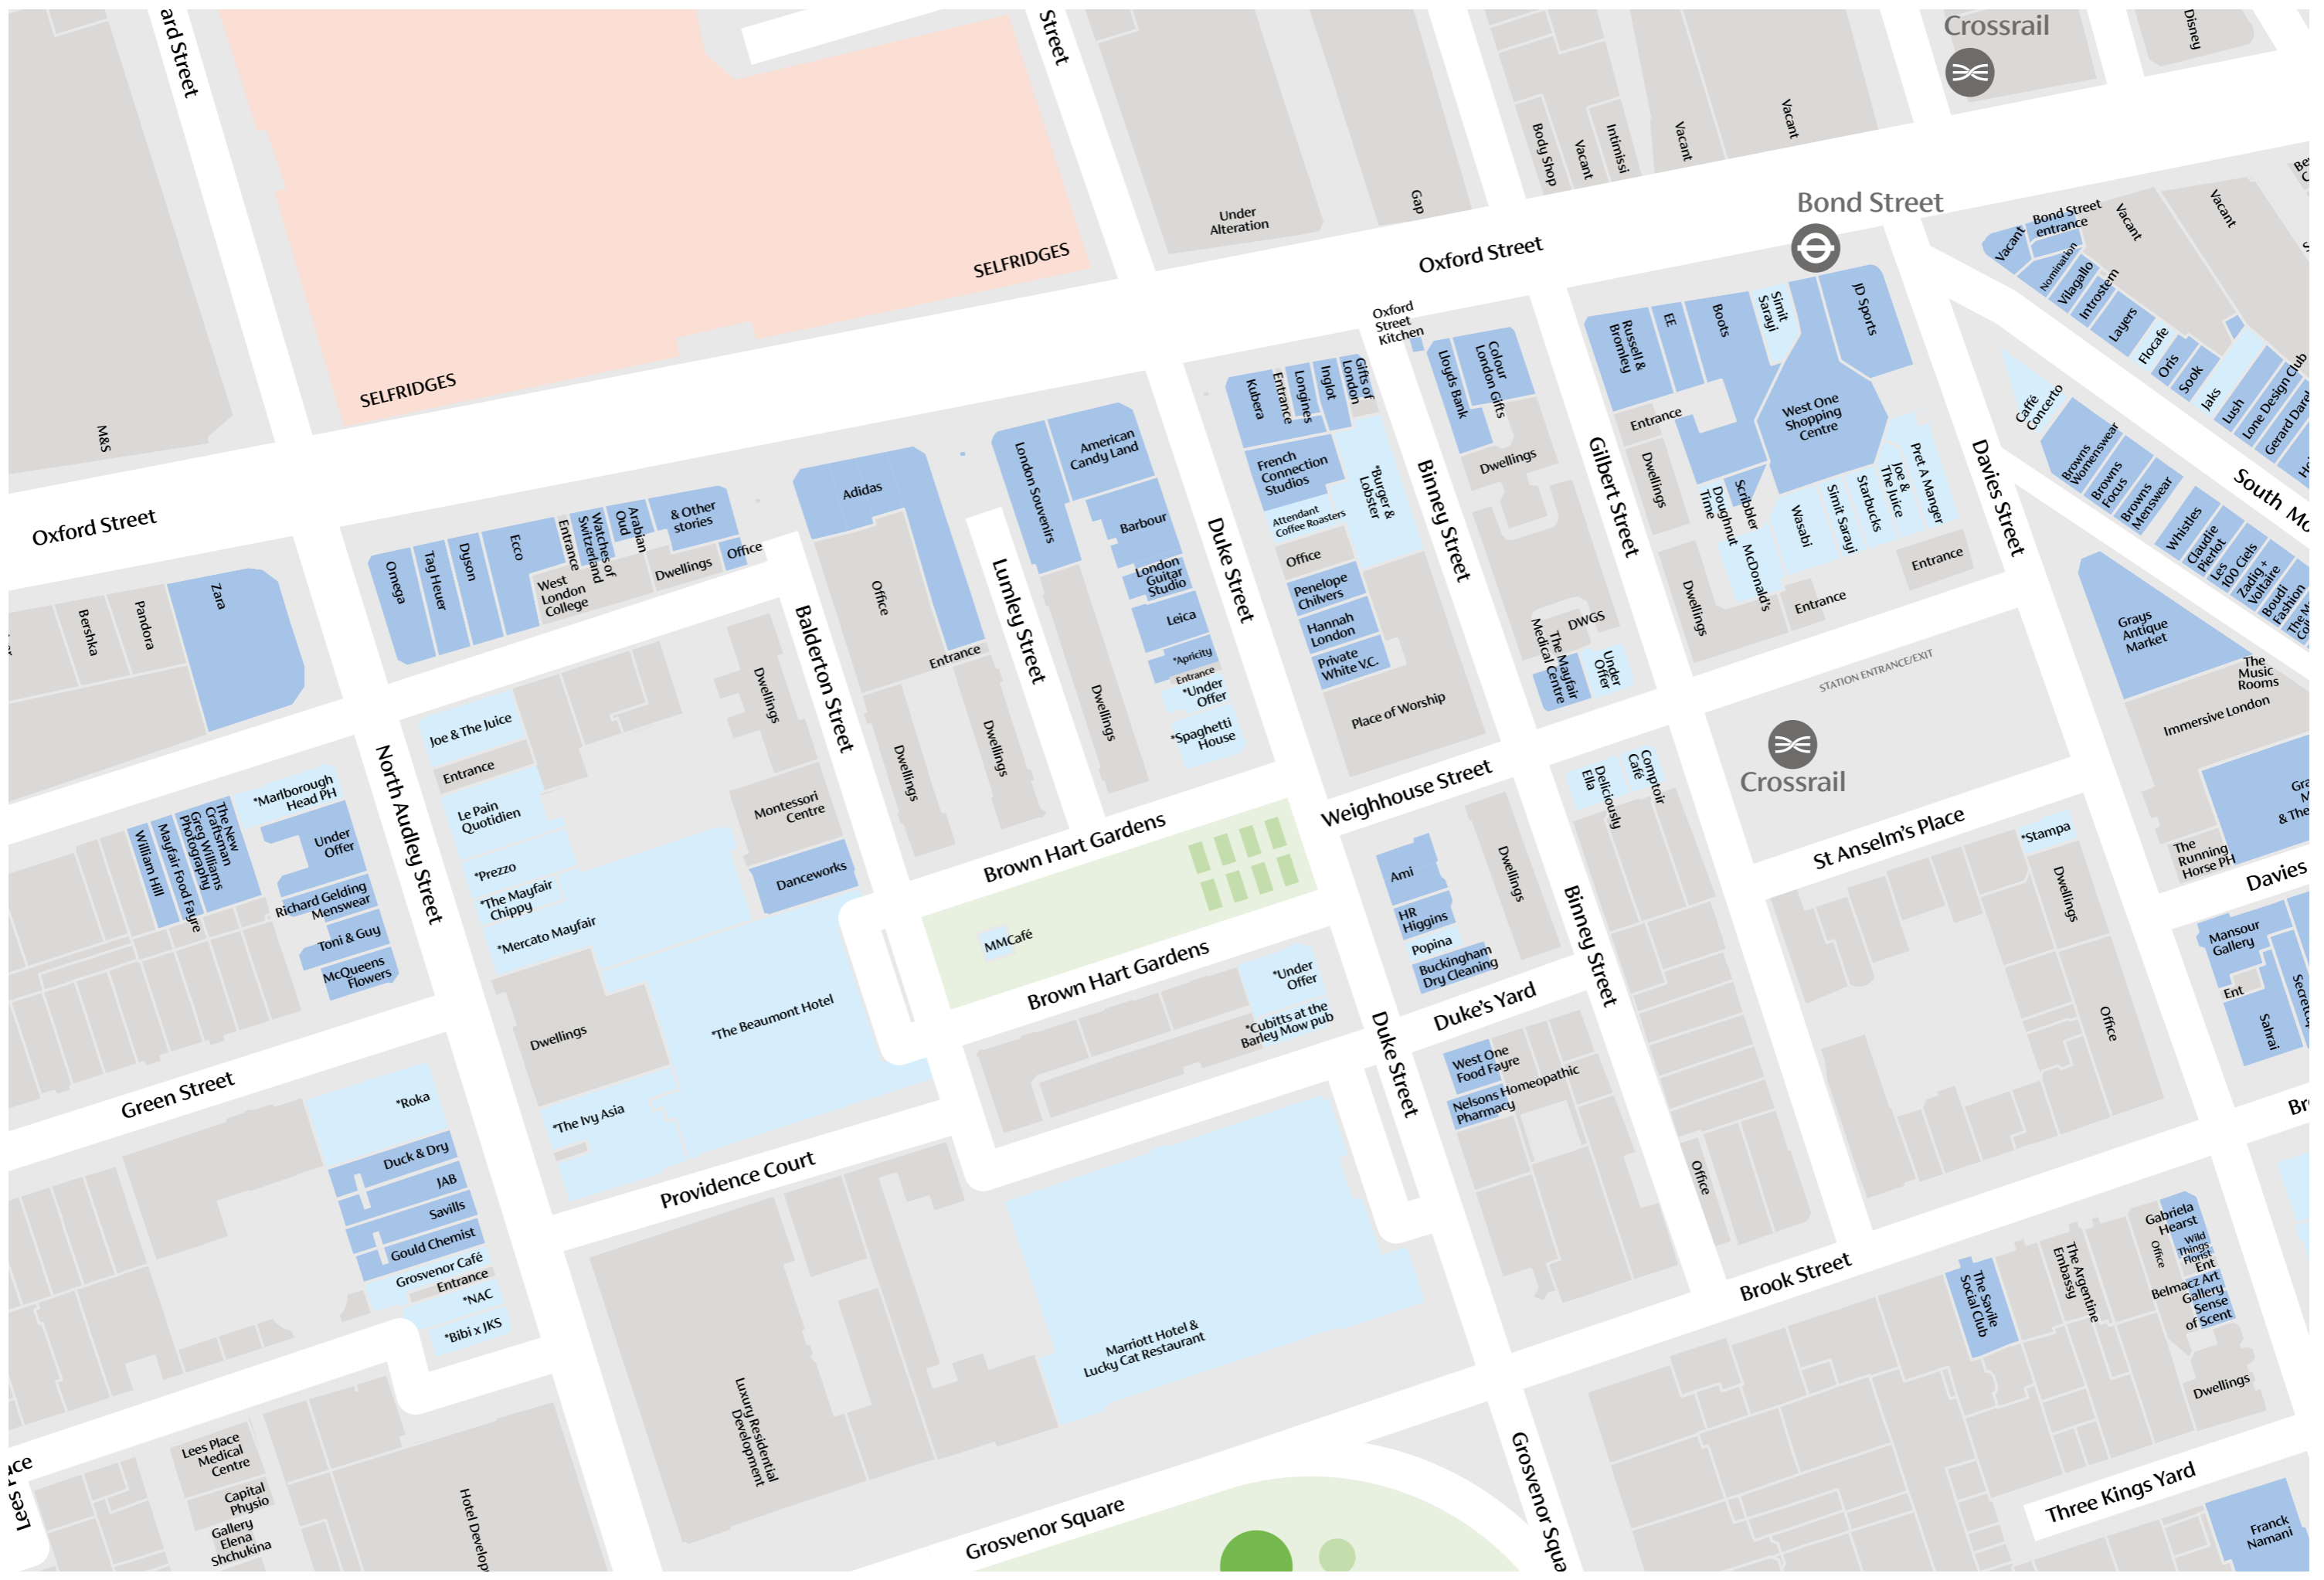 ard Street
Street
Crossrail
Disney
Body Shop
Vacant
Intimissi
Vacant
Vacant
Gap
Under
Alteration
SELFRIDGES
SELFRIDGES
M&S
Oxford Street
Oxford Street
Bond Street
Bond Street
entrance
Vacant
Nomination
Vilagallo
Introstem
Layers
Flocafe
Oris
Sook
Jaks
Lush
Lone Design Club
Gerard Darel
Vacant
Vacant
Caffé
Concerto
Browns
Womenswear
Browns
Focus
Browns
Menswear
Whistles
Claudie
Pierlot
Les
100 Ciels
Zadig +
Voltaire
Boudi
Fashion
South Mo
Bershka
Pandora
Zara
Omega
Tag Heuer
Dyson
Ecco
Entrance
Watches of
Switzerland
Arabian
Oud
& Other
stories
West
London
College
Dwellings
Office
Adidas
Office
Entrance
Dwellings
Dwellings
Balderton Street
Lumley Street
London Souvenirs
American
Candy Land
Barbour
London
Guitar
Studio
Leica
*Apricity
Entrance
*Under
Offer
*Spaghetti
House
Dwellings
Duke Street
Kubera
Entrance
Longines
Inglot
Gifts of
London
French
Connection
Studios
Attendant
Coffee Roasters
*Burger &
Lobster
Office
Penelope
Chilvers
Hannah
London
Private
White V.C.
Place of Worship
Oxford
Street
Kitchen
Lloyds Bank
Colour
London Gifts
Dwellings
Binney Street
DWGS
The Mayfair
Medical Centre
Under
Offer
Gilbert Street
Russell &
Bromley
EE
Boots
Simit
Sarayi
JD Sports
West One
Shopping
Centre
Entrance
Dwellings
Doughnut
Time
Scribbler
McDonald's
Wasabi
Simit Sarayi
Starbucks
Joe &
The Juice
Pret A Manger
Dwellings
Entrance
Entrance
Davies Street
Grays
Antique
Market
The
Music
Rooms
Immersive London
Gra
& The
The
Running
Horse PH
Davies
STATION ENTRANCE/EXIT
Crossrail
St Anselm's Place
*Stampa
Dwellings
Office
Mansour
Gallery
Ent
Sahrai
North Audley Street
Joe & The Juice
Entrance
Le Pain
Quotidien
*Prezzo
*The Mayfair
Chippy
*Mercato Mayfair
Dwellings
Montessori
Centre
Danceworks
Dwellings
*The Beaumont Hotel
*The Ivy Asia
*Marlborough
Head PH
Under
Offer
The New
Craftsman
Greg Williams
Photography
Mayfair Food Fayre
William Hill
Richard Gelding
Menswear
Toni & Guy
McQueens
Flowers
Green Street
*Roka
Duck & Dry
JAB
Savills
Gould Chemist
Grosvenor Café
Entrance
*NAC
*Bibi x JKS
Brown Hart Gardens
MMCafé
Brown Hart Gardens
*Under
Offer
*Cubitts at the
Barley Mow pub
Weighhouse Street
Ami
HR
Higgins
Popina
Buckingham
Dry Cleaning
Dwellings
Deliciously
Ella
Comptoir
Café
Binney Street
Duke's Yard
Duke Street
West One
Food Fayre
Nelsons Homeopathic
Pharmacy
Office
Providence Court
Luxury Residential
Development
Marriott Hotel &
Lucky Cat Restaurant
Brook Street
Bro
The Savile
Social Club
The Argentine
Embassy
Office
Gabriela
Hearst
Wild
Things
Florist
Ent
Belmacz Art
Gallery
Sense
of Scent
Dwellings
Three Kings Yard
Franck
Namani
Grosvenor Square
Grosvenor Squa
Lees Place
Medical
Centre
Capital
Physio
Gallery
Elena
Shchukina
Hotel Develop